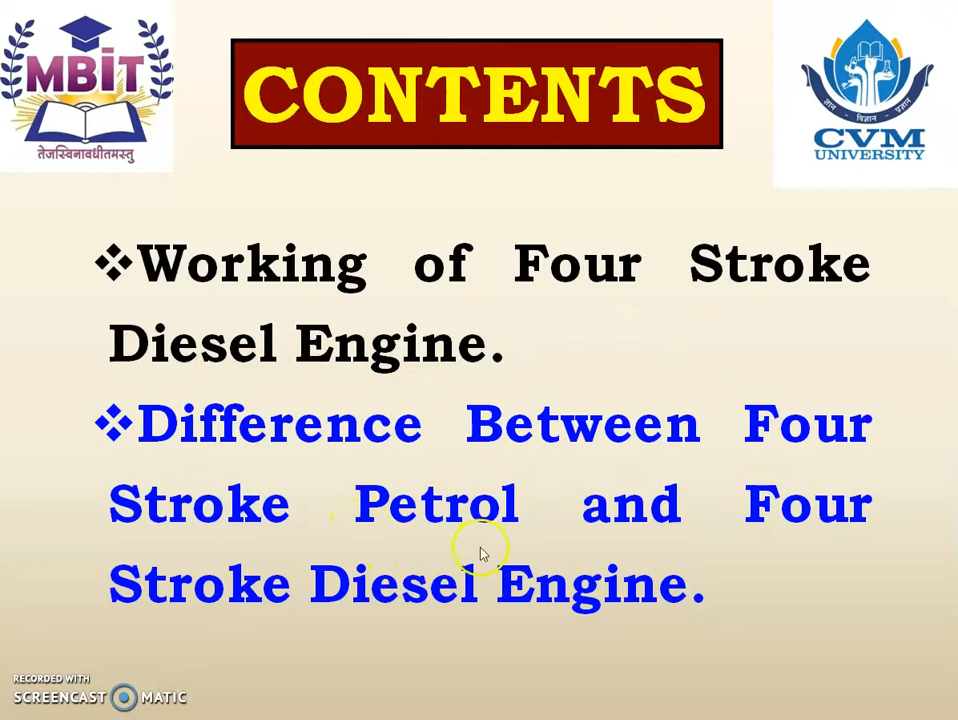 MBIT
तेजस्विनावधीतमस्तु
CONTENTS
ज्ञान - विज्ञान - प्रज्ञान
CVM
UNIVERSITY
❖Working of Four Stroke
Diesel Engine.
❖Difference Between Four
Stroke Petrol and Four
Stroke Diesel Engine.
RECORDED WITH
SCREENCAST MATIC